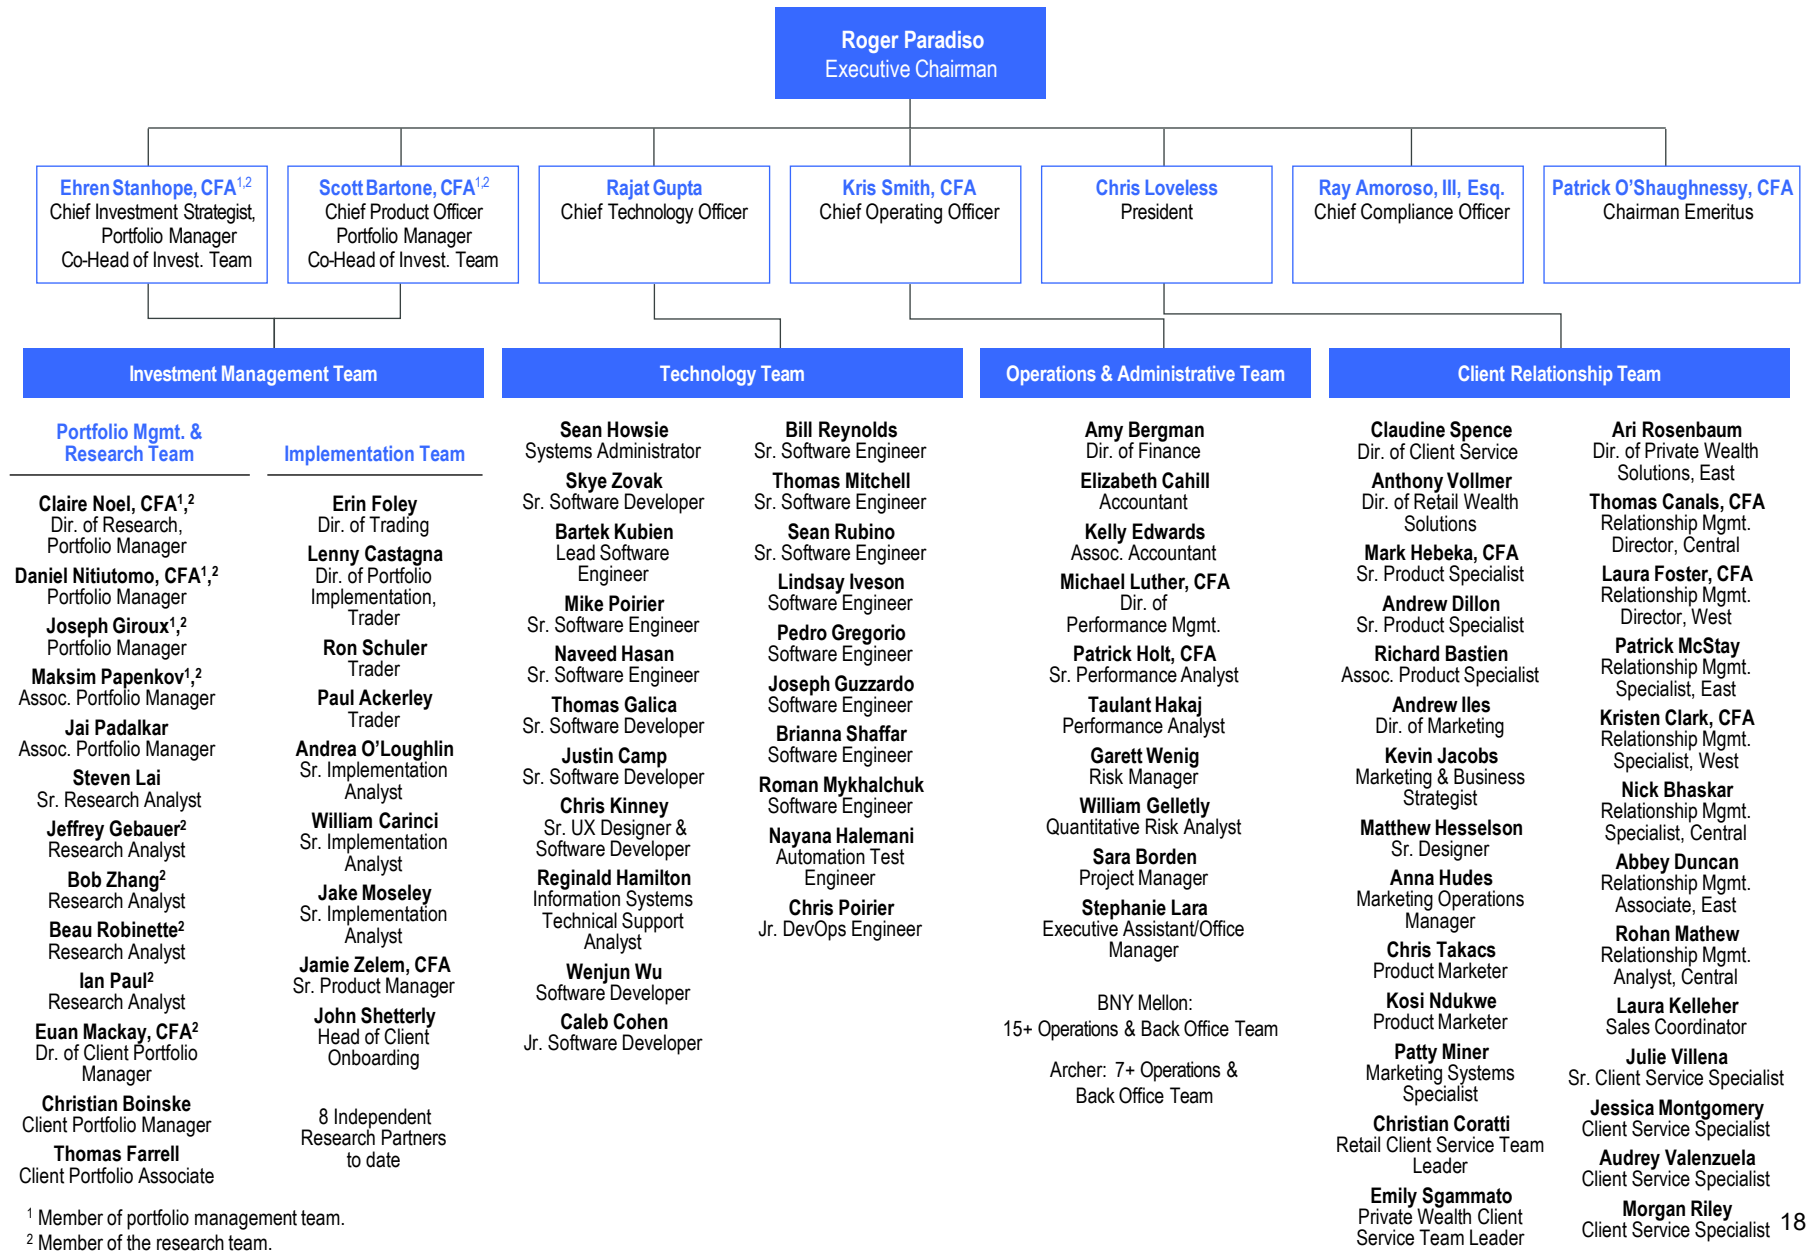 Roger Paradiso
Executive Chairman
Ehren Stanhope, CFA1,2
Chief Investment Strategist,
Portfolio Manager
Co-Head of Invest. Team
Scott Bartone, CFA1,2
Chief Product Officer
Portfolio Manager
Co-Head of Invest. Team
Rajat Gupta
Chief Technology Officer
Kris Smith, CFA
Chief Operating Officer
Chris Loveless
President
Ray Amoroso, III, Esq.
Chief Compliance Officer
Patrick O'Shaughnessy, CFA
Chairman Emeritus
Investment Management Team
Portfolio Mgmt. &
Research Team
Claire Noel, CFA1,2
Dir. of Research,
Portfolio Manager
Daniel Nitiutomo, CFA1,2
Portfolio Manager
Joseph Giroux1,2
Portfolio Manager
Maksim Papenkov1,2
Assoc. Portfolio Manager
Jai Padalkar
Assoc. Portfolio Manager
Steven Lai
Sr. Research Analyst
Jeffrey Gebauer2
Research Analyst
Bob Zhang2
Research Analyst
Beau Robinette2
Research Analyst
Ian Paul2
Research Analyst
Euan Mackay, CFA2
Dr. of Client Portfolio
Manager
Christian Boinske
Client Portfolio Manager
Thomas Farrell
Client Portfolio Associate
Implementation Team
Erin Foley
Dir. of Trading
Lenny Castagna
Dir. of Portfolio
Implementation,
Trader
Ron Schuler
Trader
Paul Ackerley
Trader
Andrea O'Loughlin
Sr. Implementation
Analyst
William Carinci
Sr. Implementation
Analyst
Jake Moseley
Sr. Implementation
Analyst
Jamie Zelem, CFA
Sr. Product Manager
John Shetterly
Head of Client
Onboarding
8 Independent
Research Partners
to date
Technology Team
Sean Howsie
Systems Administrator
Skye Zovak
Sr. Software Developer
Bartek Kubien
Lead Software
Engineer
Mike Poirier
Sr. Software Engineer
Naveed Hasan
Sr. Software Engineer
Thomas Galica
Sr. Software Developer
Justin Camp
Sr. Software Developer
Chris Kinney
Sr. UX Designer &
Software Developer
Reginald Hamilton
Information Systems
Technical Support
Analyst
Wenjun Wu
Software Developer
Caleb Cohen
Jr. Software Developer
Bill Reynolds
Sr. Software Engineer
Thomas Mitchell
Sr. Software Engineer
Sean Rubino
Sr. Software Engineer
Lindsay Iveson
Software Engineer
Pedro Gregorio
Software Engineer
Joseph Guzzardo
Software Engineer
Brianna Shaffar
Software Engineer
Roman Mykhalchuk
Software Engineer
Nayana Halemani
Automation Test
Engineer
Chris Poirier
Jr. DevOps Engineer
Operations & Administrative Team
Amy Bergman
Dir. of Finance
Elizabeth Cahill
Accountant
Kelly Edwards
Assoc. Accountant
Michael Luther, CFA
Dir. of
Performance Mgmt.
Patrick Holt, CFA
Sr. Performance Analyst
Taulant Hakaj
Performance Analyst
Garett Wenig
Risk Manager
William Gelletly
Quantitative Risk Analyst
Sara Borden
Project Manager
Stephanie Lara
Executive Assistant/Office
Manager
BNY Mellon:
15+ Operations & Back Office Team
Archer: 7+ Operations &
Back Office Team
Client Relationship Team
Claudine Spence
Dir. of Client Service
Anthony Vollmer
Dir. of Retail Wealth
Solutions
Mark Hebeka, CFA
Sr. Product Specialist
Andrew Dillon
Sr. Product Specialist
Richard Bastien
Assoc. Product Specialist
Andrew Iles
Dir. of Marketing
Kevin Jacobs
Marketing & Business
Strategist
Matthew Hesselson
Sr. Designer
Anna Hudes
Marketing Operations
Manager
Chris Takacs
Product Marketer
Kosi Ndukwe
Product Marketer
Patty Miner
Marketing Systems
Specialist
Christian Coratti
Retail Client Service Team
Leader
Emily Sgammato
Private Wealth Client
Service Team Leader
Ari Rosenbaum
Dir. of Private Wealth
Solutions, East
Thomas Canals, CFA
Relationship Mgmt.
Director, Central
Laura Foster, CFA
Relationship Mgmt.
Director, West
Patrick McStay
Relationship Mgmt.
Specialist, East
Kristen Clark, CFA
Relationship Mgmt.
Specialist, West
Nick Bhaskar
Relationship Mgmt.
Specialist, Central
Abbey Duncan
Relationship Mgmt.
Associate, East
Rohan Mathew
Relationship Mgmt.
Analyst, Central
Laura Kelleher
Sales Coordinator
Julie Villena
Sr. Client Service Specialist
Jessica Montgomery
Client Service Specialist
Audrey Valenzuela
Client Service Specialist
Morgan Riley
Client Service Specialist
1 Member of portfolio management team.
2 Member of the research team.
18